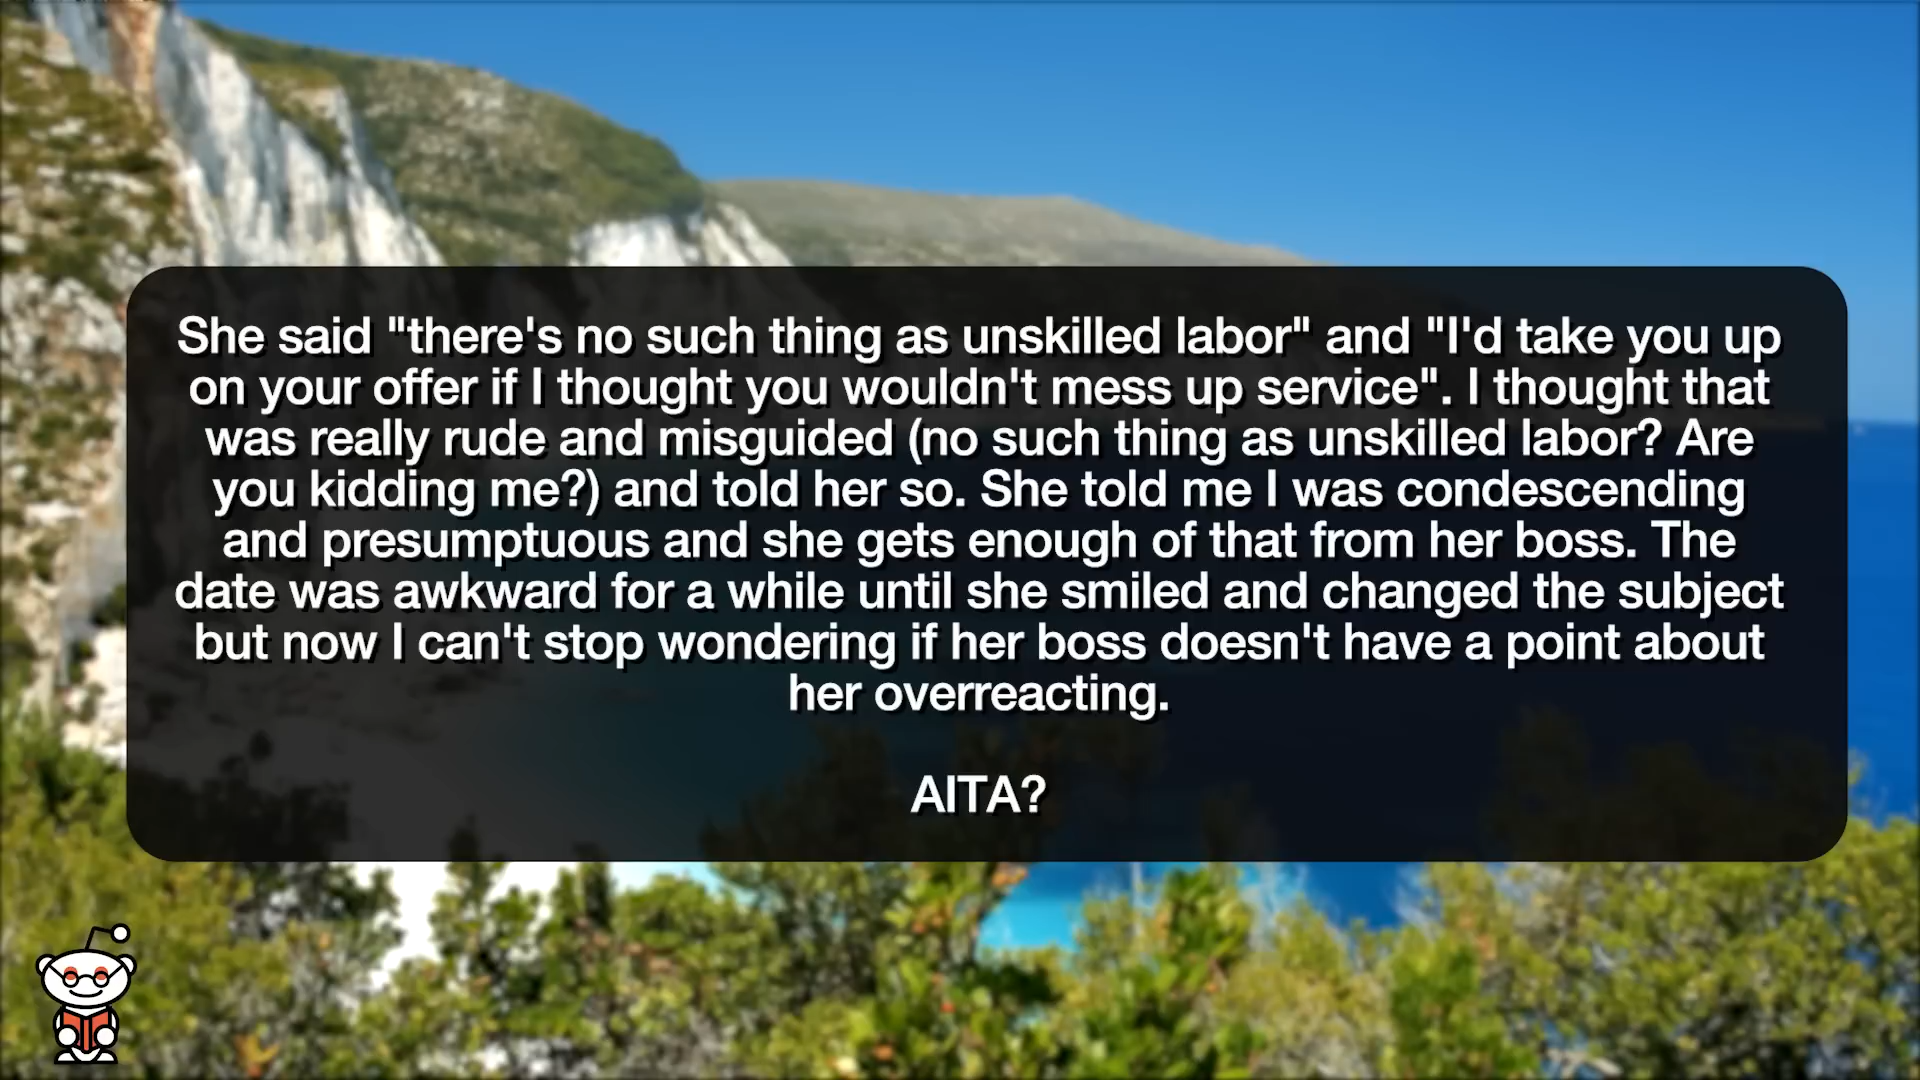 She said "there's no such thing as unskilled labor" and "I'd take you up
on your offer if I thought you wouldn't mess up service". I thought that
was really rude and misguided (no such thing as unskilled labor? Are
you kidding me?) and told her so. She told me I was condescending
and presumptuous and she gets enough of that from her boss. The
date was awkward for a while until she smiled and changed the subject
but now I can't stop wondering if her boss doesn't have a point about
her overreacting.
AITA?